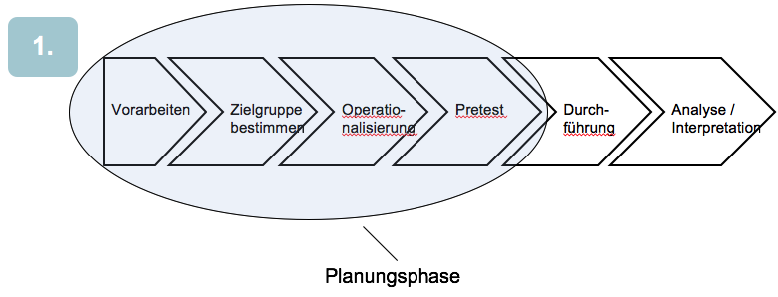 1.
Vorarbeiten
Zielgruppe
bestimmen
Operatio-
nalisierung
Pretest
Durch-
führung
Analyse /
Interpretation
Planungsphase